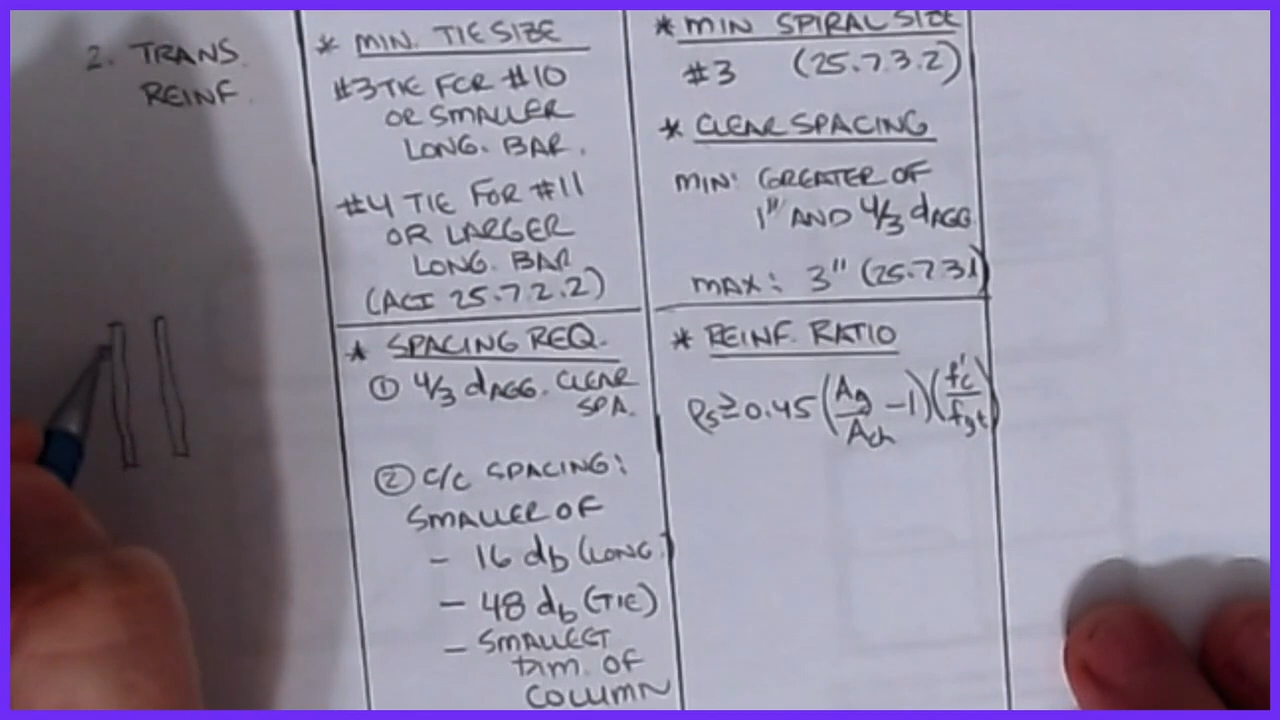 2. TRANS.
REINF.
* MIN. TIE SIZE
#3 TIE FOR #10
OR SMALLER
LONG. BAR.
#4 TIE FOR #11
OR LARGER
LONG. BAR
(ACI 25.7.2.2)
* SPACING REQ.
① 4/3 dAGG. CLEAR
SPA.
② C/C SPACING:
SMALLER OF
- 16 db (LONG.)
- 48 db (TIE)
- SMALLEST
DIM. OF
COLUMN
* MIN SPIRAL SIZE
#3 (25.7.3.2)
* CLEAR SPACING
MIN: GREATER OF
1" AND 4/3 dAGG
MAX: 3" (25.7.3.1)
* REINF. RATIO
ρs ≥ 0.45 (Ag/Ach - 1)(f'c/fyt)